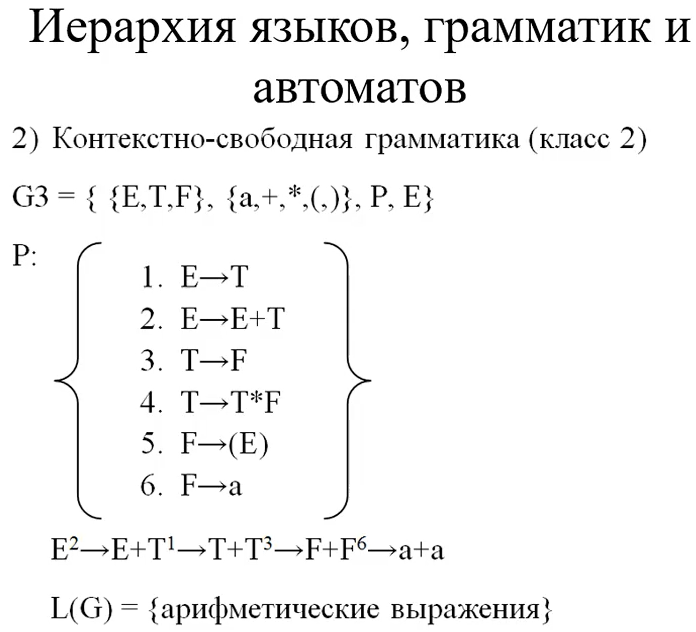 Иерархия языков, грамматик и
автоматов
2) Контекстно-свободная грамматика (класс 2)
G3 = { {E,T,F}, {a,+,*,(,)}, P, E}
P:
1. E→T
2. E→E+T
3. T→F
4. T→T*F
5. F→(E)
6. F→a
E²→E+T¹→T+T³→F+F⁶→a+a
L(G) = {арифметические выражения}